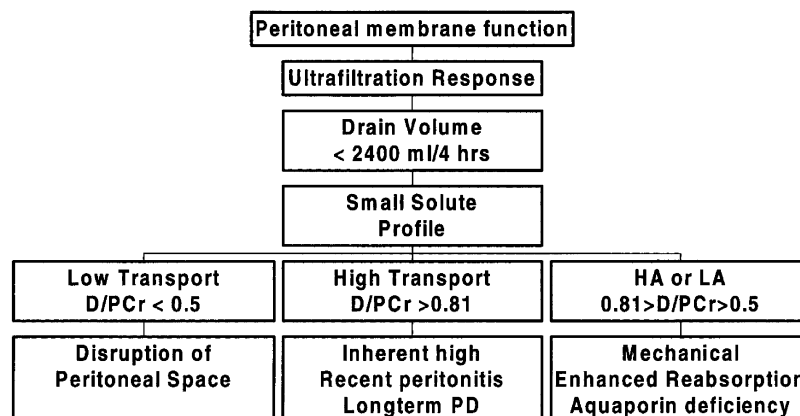 Peritoneal membrane function
Ultrafiltration Response
Drain Volume
< 2400 ml/4 hrs
Small Solute
Profile
Low Transport
D/PCr < 0.5
High Transport
D/PCr >0.81
HA or LA
0.81>D/PCr>0.5
Disruption of
Peritoneal Space
Inherent high
Recent peritonitis
Longterm PD
Mechanical
Enhanced Reabsorption
Aquaporin deficiency